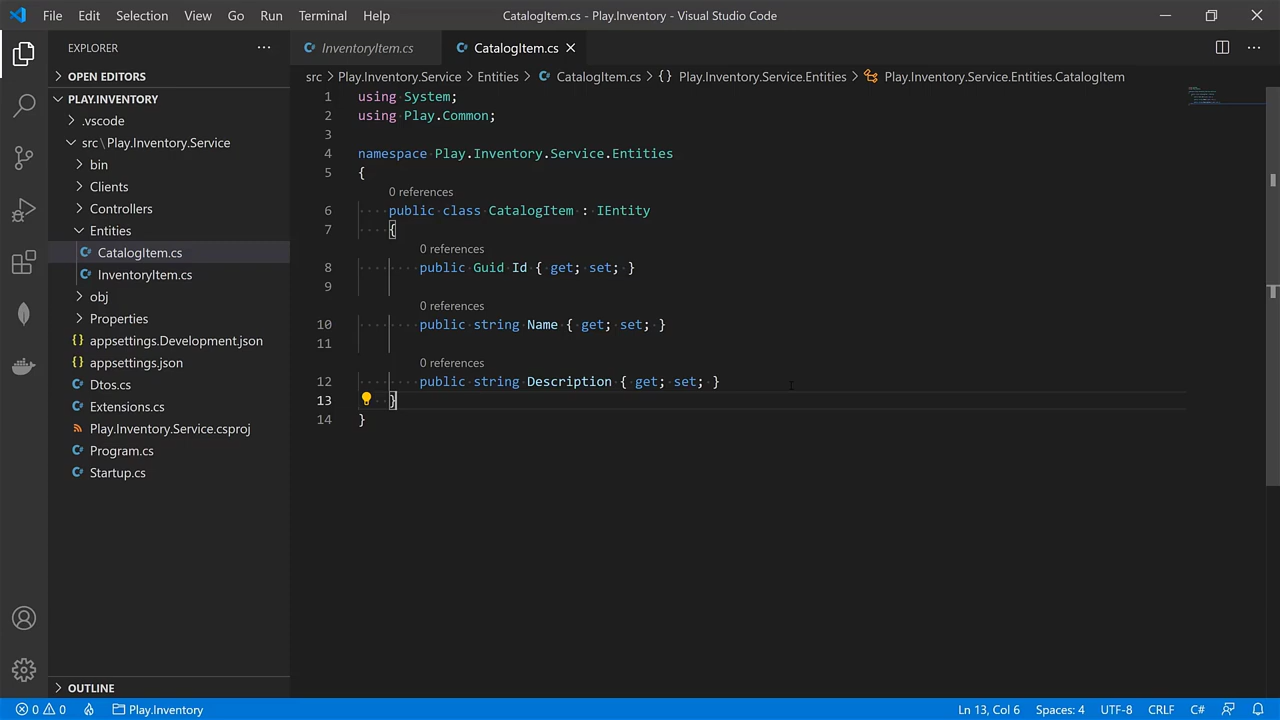 File Edit Selection View Go Run Terminal Help CatalogItem.cs - Play.Inventory - Visual Studio Code
EXPLORER
OPEN EDITORS
PLAY.INVENTORY
.vscode
src\Play.Inventory.Service
bin
Clients
Controllers
Entities
CatalogItem.cs
InventoryItem.cs
obj
Properties
appsettings.Development.json
appsettings.json
Dtos.cs
Extensions.cs
Play.Inventory.Service.csproj
Program.cs
Startup.cs
OUTLINE
InventoryItem.cs CatalogItem.cs
src > Play.Inventory.Service > Entities > CatalogItem.cs > {} Play.Inventory.Service.Entities > Play.Inventory.Service.Entities.CatalogItem
1 using System;
2 using Play.Common;
3
4 namespace Play.Inventory.Service.Entities
5 {
0 references
6 public class CatalogItem : IEntity
7 {
0 references
8 public Guid Id { get; set; }
9
0 references
10 public string Name { get; set; }
11
0 references
12 public string Description { get; set; }
13 }
14 }
0 0 Play.Inventory Ln 13, Col 6 Spaces: 4 UTF-8 CRLF C#